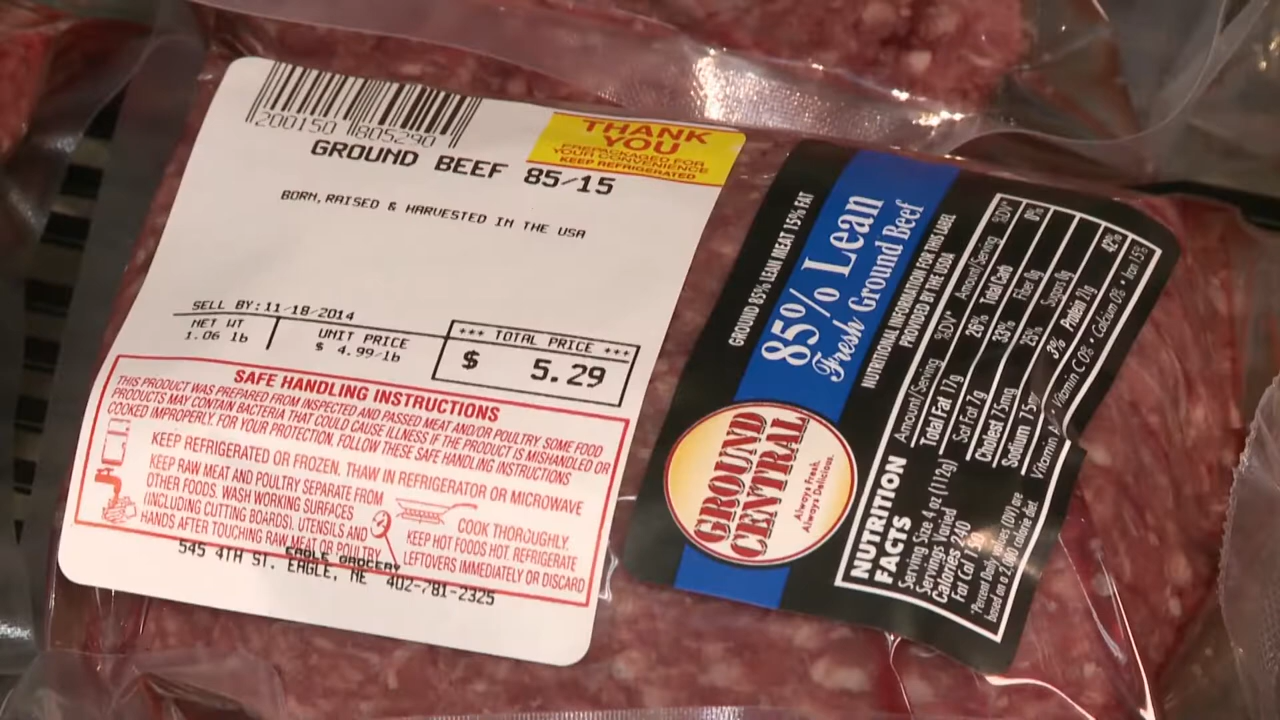 200150 805290
GROUND BEEF 85/15
THANK
YOU
PREPACKAGED FOR
YOUR CONVENIENCE
KEEP REFRIGERATED
BORN, RAISED & HARVESTED IN THE USA
SELL BY:11-18-2014
NET WT
1.06 lb
UNIT PRICE
$ 4.99/lb
*** TOTAL PRICE ***
$ 5.29
SAFE HANDLING INSTRUCTIONS
THIS PRODUCT WAS PREPARED FROM INSPECTED AND PASSED MEAT AND/OR POULTRY SOME FOOD
PRODUCTS MAY CONTAIN BACTERIA THAT COULD CAUSE ILLNESS IF THE PRODUCT IS MISHANDLED OR
COOKED IMPROPERLY. FOR YOUR PROTECTION, FOLLOW THESE SAFE HANDLING INSTRUCTIONS
KEEP REFRIGERATED OR FROZEN. THAW IN REFRIGERATOR OR MICROWAVE
KEEP RAW MEAT AND POULTRY SEPARATE FROM
OTHER FOODS. WASH WORKING SURFACES
(INCLUDING CUTTING BOARDS). UTENSILS AND
HANDS AFTER TOUCHING RAW MEAT OF POULTRY
COOK THOROUGHLY.
KEEP HOT FOODS HOT. REFRIGERATE
LEFTOVERS IMMEDIATELY OR DISCARD
EAGLE GROCERY
545 4TH ST. EAGLE, NE 402-781-2325
GROUND 85% LEAN MEAT 15% FAT
85% Lean
Fresh Ground Beef
NUTRITIONAL INFORMATION FOR THIS LABEL
PROVIDED BY THE USDA
GROUND
CENTRAL
Always Fresh.
Always Delicious.
NUTRITION
FACTS
Serving Size 4 oz (112g)
Servings Varied
Calories 240
Fat Cal
*Percent Daily Values (DV) are
based on a 2,000 calorie diet.
Amount/Serving %DV*
Total Fat 17g 26%
Sat Fat 7g 33%
Cholest 75mg 25%
Sodium 75mg 3%
Amount/Serving %DV*
Total Carb 0%
Fiber 0g
Sugars 0g
Protein 21g 42%
Vitamin A • Vitamin C 0% • Calcium 0% • Iron 15%